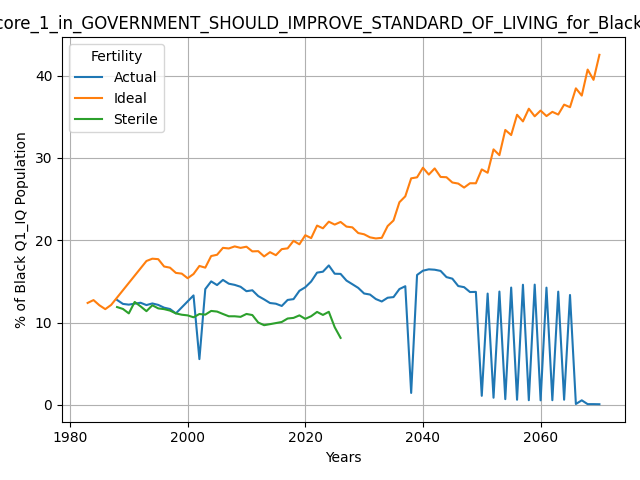 core_1_in_GOVERNMENT_SHOULD_IMPROVE_STANDARD_OF_LIVING_for_Black
Fertility
Actual
Ideal
Sterile
% of Black Q1_IQ Population
40
30
20
10
0
1980 2000 2020 2040 2060
Years